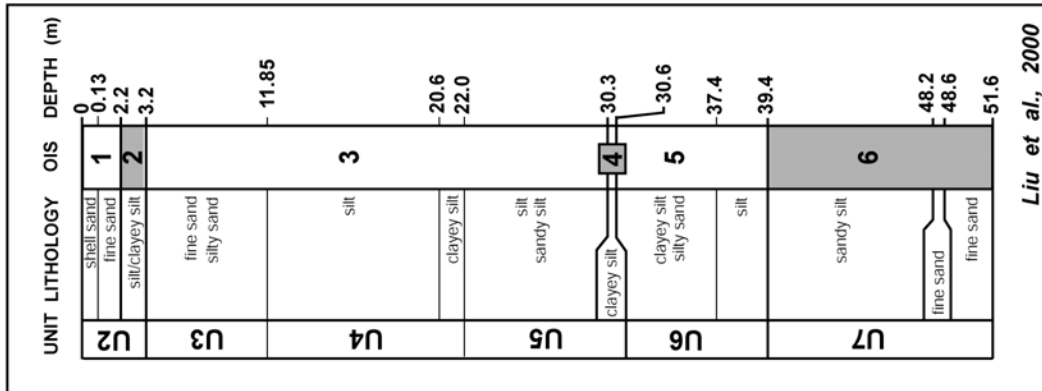 UNIT LITHOLOGY OIS DEPTH (m)
0
0.13
2.2
3.2
11.85
20.6
22.0
30.3
30.6
37.4
39.4
48.2
48.6
51.6
1
2
3
4
5
6
shell sand
fine sand
silt/clayey silt
fine sand
silty sand
silt
clayey silt
silt
sandy silt
clayey silt
clayey silt
silty sand
silt
sandy silt
fine sand
fine sand
U2
U3
U4
U5
U6
U7
Liu et al., 2000